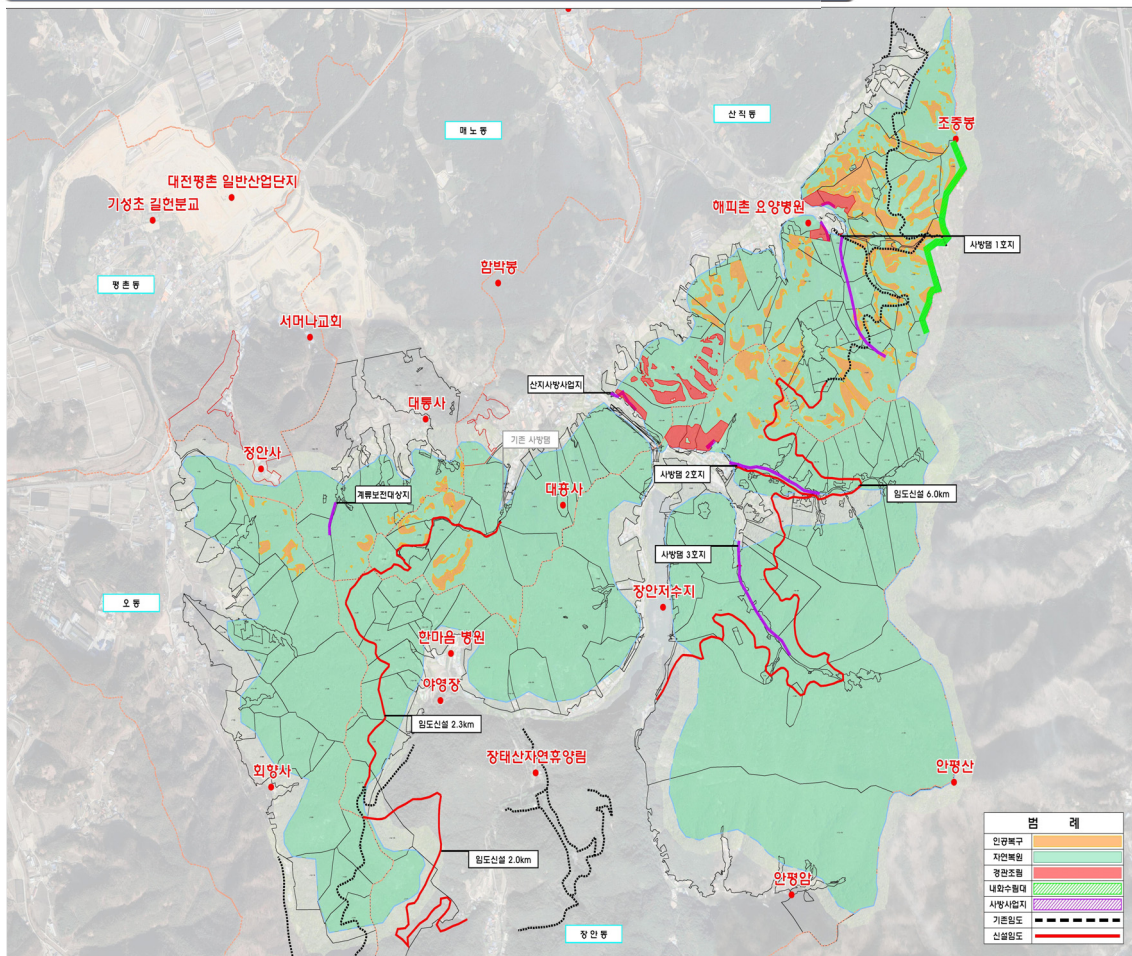 산직동
매노동
조중봉
대전평촌 일반산업단지
기성초 길헌분교
해피촌 요양병원
사방댐 1호지
함박봉
평촌동
서머나교회
산지사방사업지
대통사
기존 사방댐
정안사
사방댐 2호지
계류보전대상지
대흥사
임도신설 6.0km
사방댐 3호지
오동
장안저수지
한마음 병원
야영장
임도신설 2.3km
장태산자연휴양림
회향사
안평산
임도신설 2.0km
안평암
장안동
범 례
인공복구
자연복원
경관조림
내화수림대
사방사업지
기존임도
신설임도